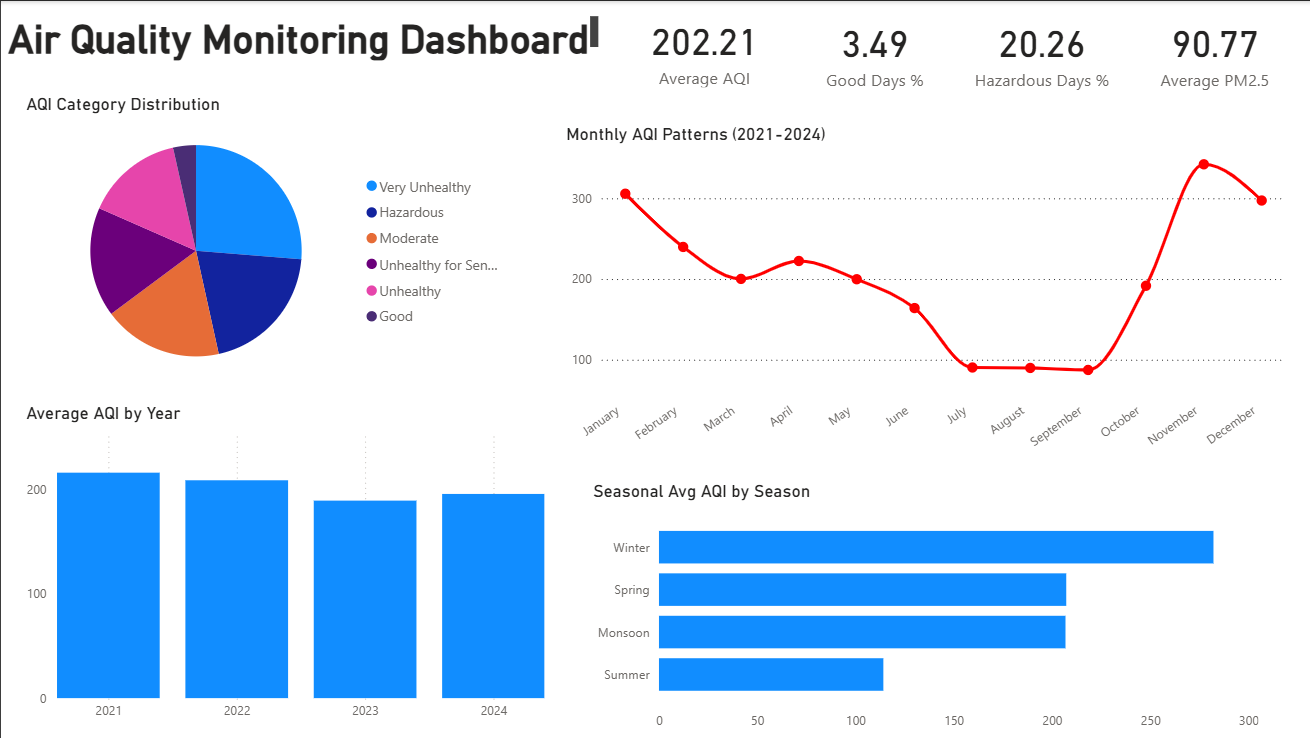 Air Quality Monitoring Dashboard
202.21
Average AQI
3.49
Good Days %
20.26
Hazardous Days %
90.77
Average PM2.5
AQI Category Distribution
Very Unhealthy
Hazardous
Moderate
Unhealthy for Sen...
Unhealthy
Good
Monthly AQI Patterns (2021-2024)
300
200
100
January
February
March
April
May
June
July
August
September
October
November
December
Average AQI by Year
200
100
0
2021
2022
2023
2024
Seasonal Avg AQI by Season
Winter
Spring
Monsoon
Summer
0
50
100
150
200
250
300